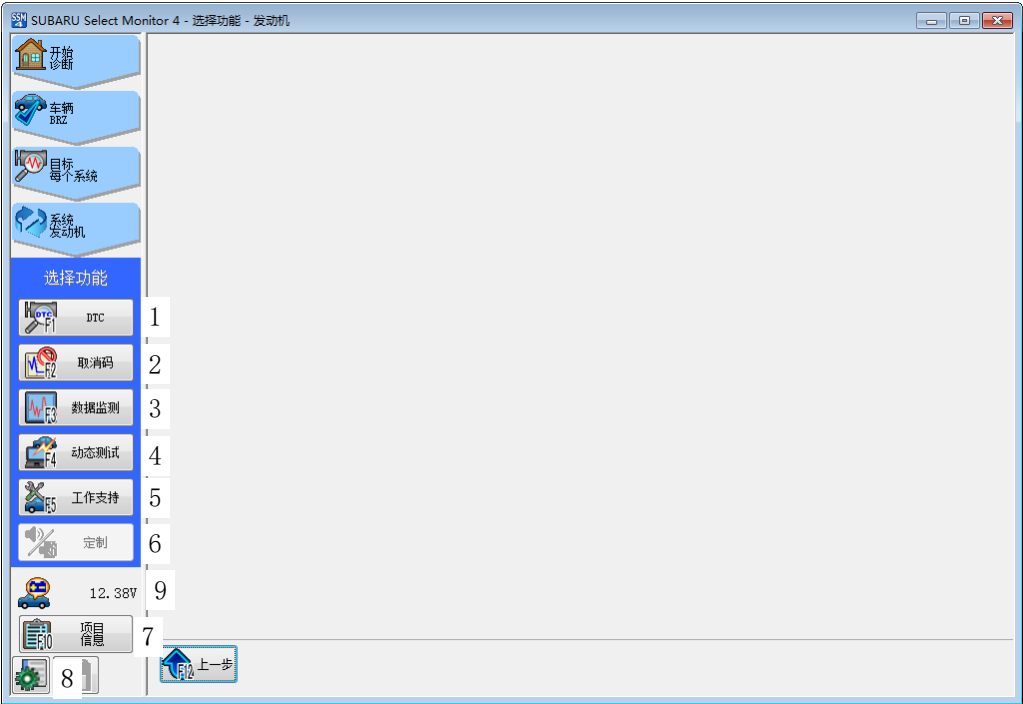 SSM
4
SUBARU Select Monitor 4 - 选择功能 - 发动机
开始
诊断
车辆
BRZ
目标
每个系统
系统
发动机
选择功能
DTC
F1
DTC
1
F2
取消码
2
F3
数据监测
3
F4
动态测试
4
F5
工作支持
5
定制
6
12.38V
9
F10
项目
信息
7
8
F12
上一步